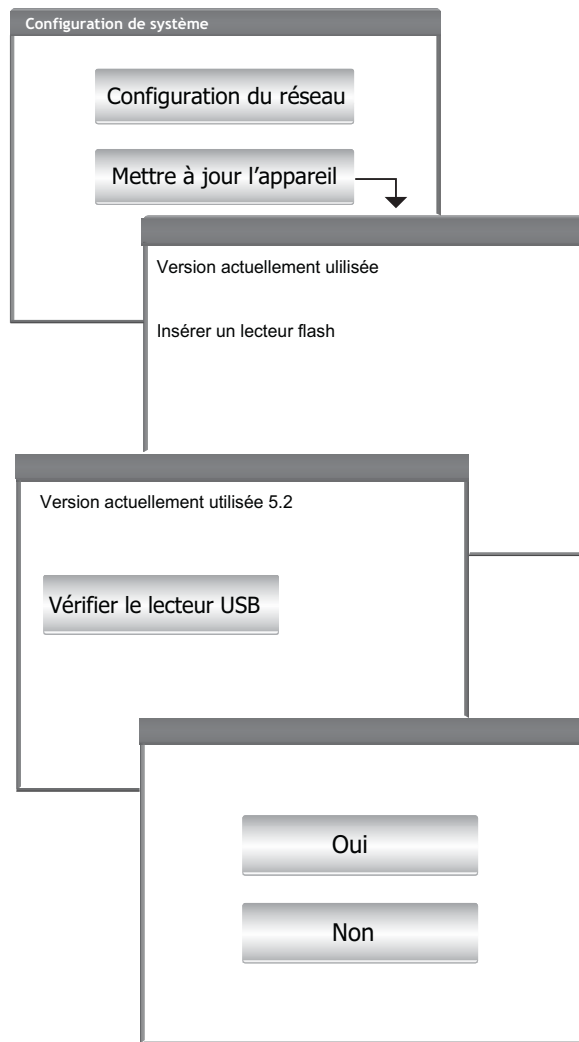 Configuration de système
Configuration du réseau
Mettre à jour l’appareil
Version actuellement ulilisée
Insérer un lecteur flash
Version actuellement utilisée 5.2
Vérifier le lecteur USB
Oui
Non